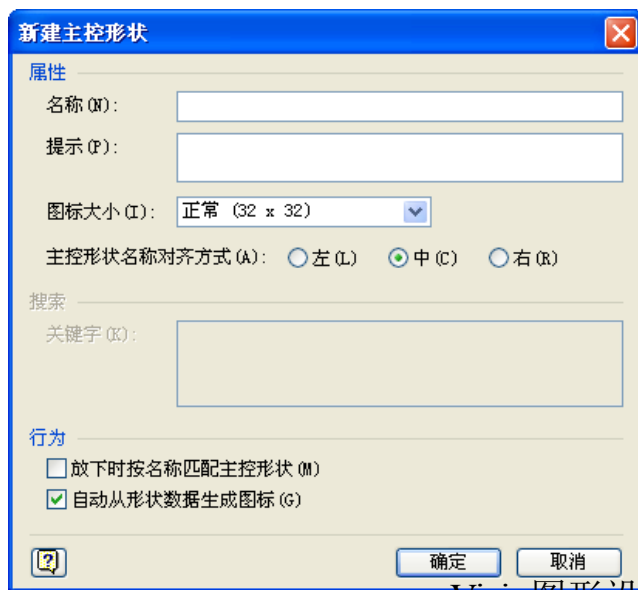 新建主控形状
属性
名称(N):
提示(P):
图标大小(I): 正常 (32 x 32)
主控形状名称对齐方式(A): 左(L) 中(C) 右(R)
搜索
关键字(K):
行为
放下时按名称匹配主控形状(M)
自动从形状数据生成图标(G)
确定 取消